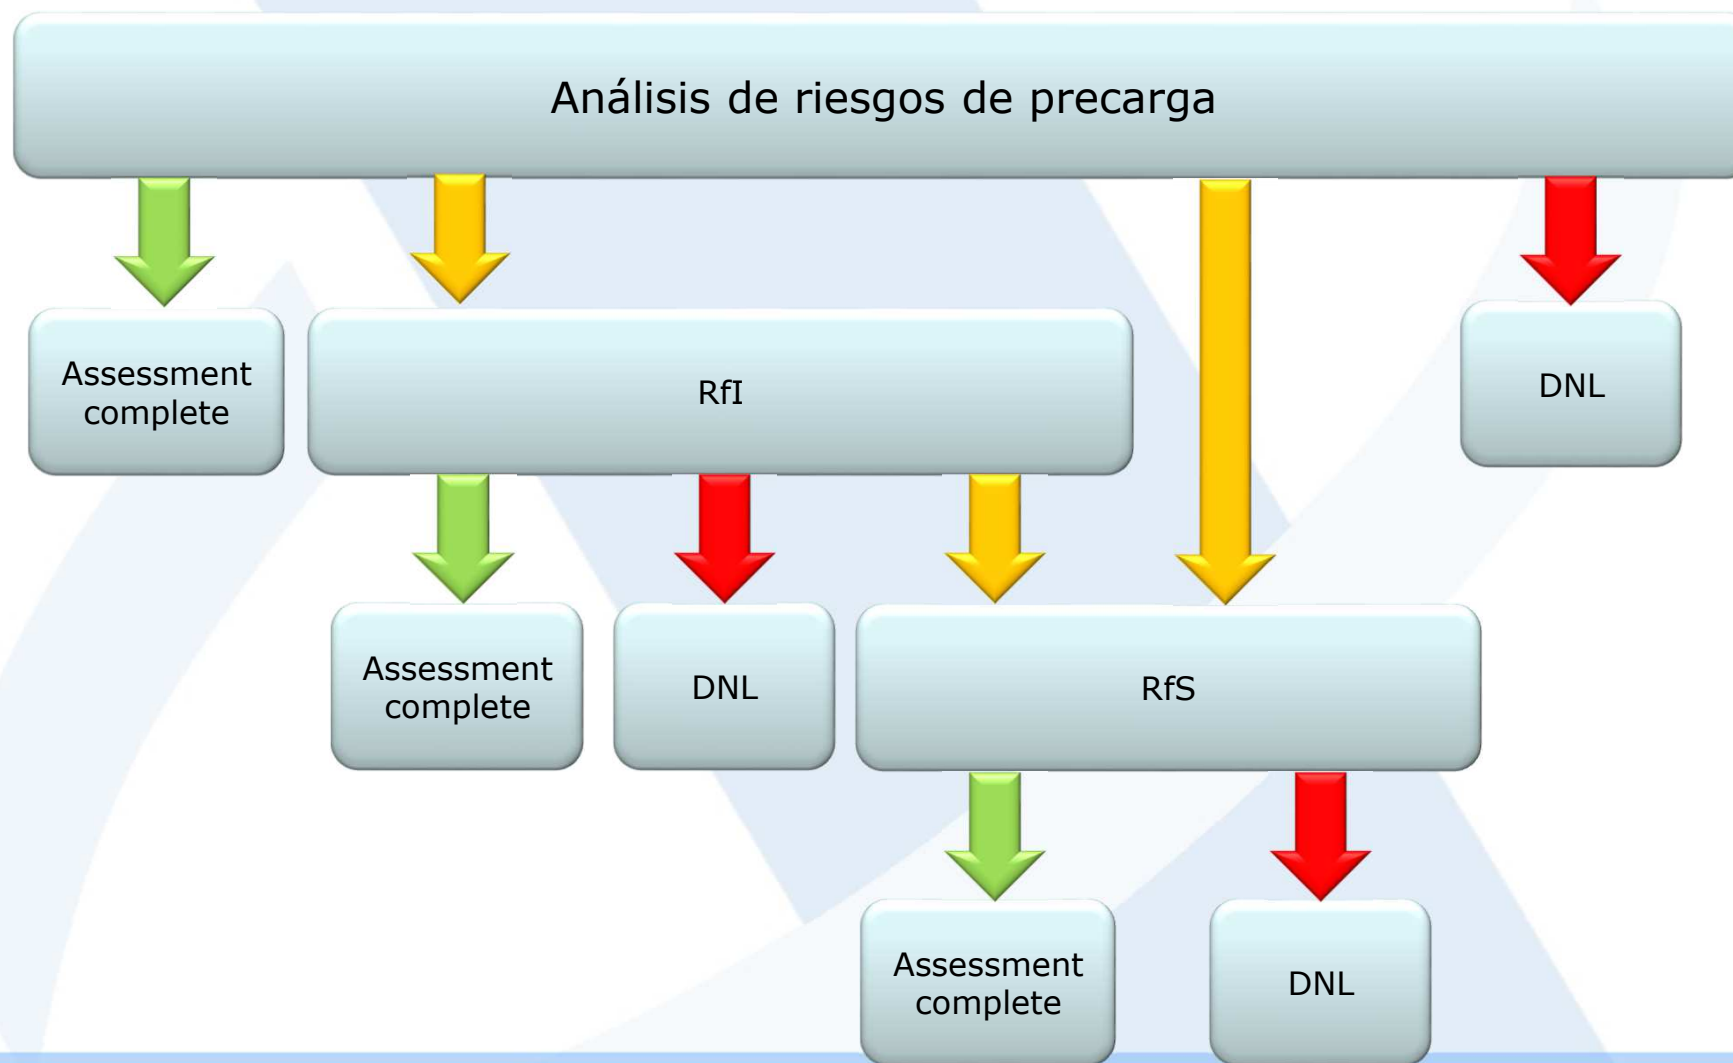 Análisis de riesgos de precarga
Assessment
complete
RfI
DNL
Assessment
complete
DNL
RfS
Assessment
complete
DNL